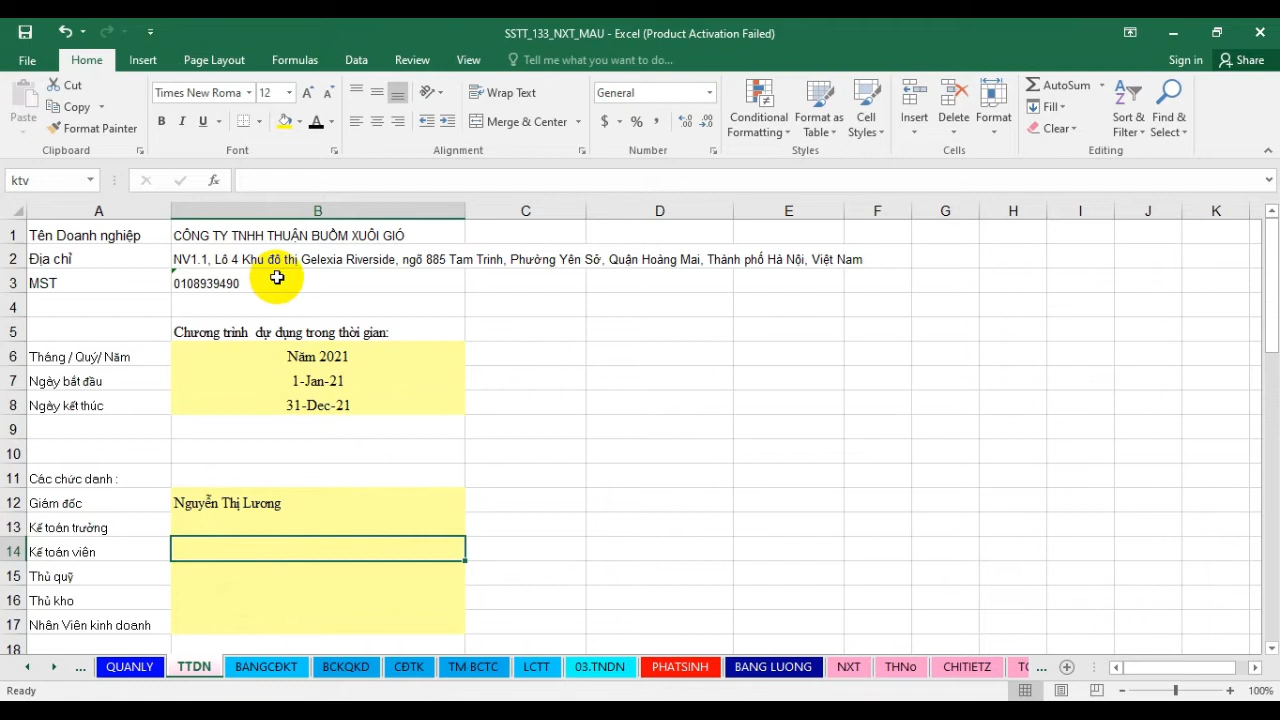 SSTT_133_NXT_MAU - Excel (Product Activation Failed)
File Home Insert Page Layout Formulas Data Review View Tell me what you want to do... Sign in Share
Paste Cut Copy Format Painter Clipboard
Times New Roma 12 B I U A Font
Wrap Text Merge & Center Alignment
General $ % , Number
Conditional Formatting Format as Table Cell Styles Styles
Insert Delete Format Cells
AutoSum Fill Clear Sort & Filter Find & Select Editing
ktv fx
A B C D E F G H I J K
1 Tên Doanh nghiệp CÔNG TY TNHH THUẬN BUỒM XUÔI GIÓ
2 Địa chỉ NV1.1, Lô 4 Khu đô thị Gelexia Riverside, ngõ 885 Tam Trinh, Phường Yên Sở, Quận Hoàng Mai, Thành phố Hà Nội, Việt Nam
3 MST 0108939490
4
5 Chương trình dự dụng trong thời gian:
6 Tháng / Quý/ Năm Năm 2021
7 Ngày bắt đầu 1-Jan-21
8 Ngày kết thúc 31-Dec-21
9
10
11 Các chức danh :
12 Giám đốc Nguyễn Thị Lương
13 Kế toán trưởng
14 Kế toán viên
15 Thủ quỹ
16 Thủ kho
17 Nhân Viên kinh doanh
18
... QUANLY TTDN BANGCĐKT BCKQKD CĐTK TM BCTC LCTT 03.TNDN PHATSINH BANG LUONG NXT THNo CHITIETZ ...
Ready 100%